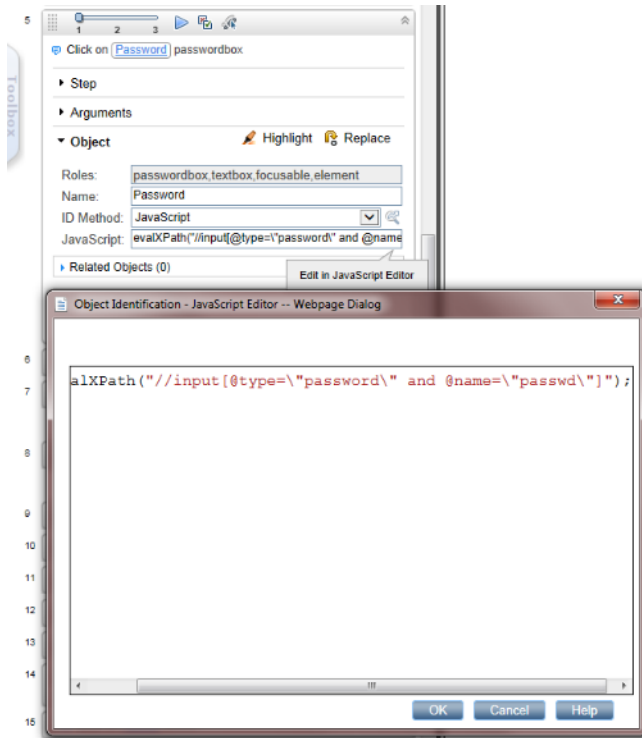 5
1 2 3
Click on Password passwordbox
Toolbox
Step
Arguments
Object Highlight Replace
Roles: passwordbox,textbox,focusable,element
Name: Password
ID Method: JavaScript
JavaScript: evalXPath("//input[@type=\"password\" and @name
Related Objects (0)
Edit in JavaScript Editor
Object Identification - JavaScript Editor -- Webpage Dialog
alXPath("//input[@type=\"password\" and @name=\"passwd\"]");
6
7
8
9
10
11
12
13
14
15
OK Cancel Help